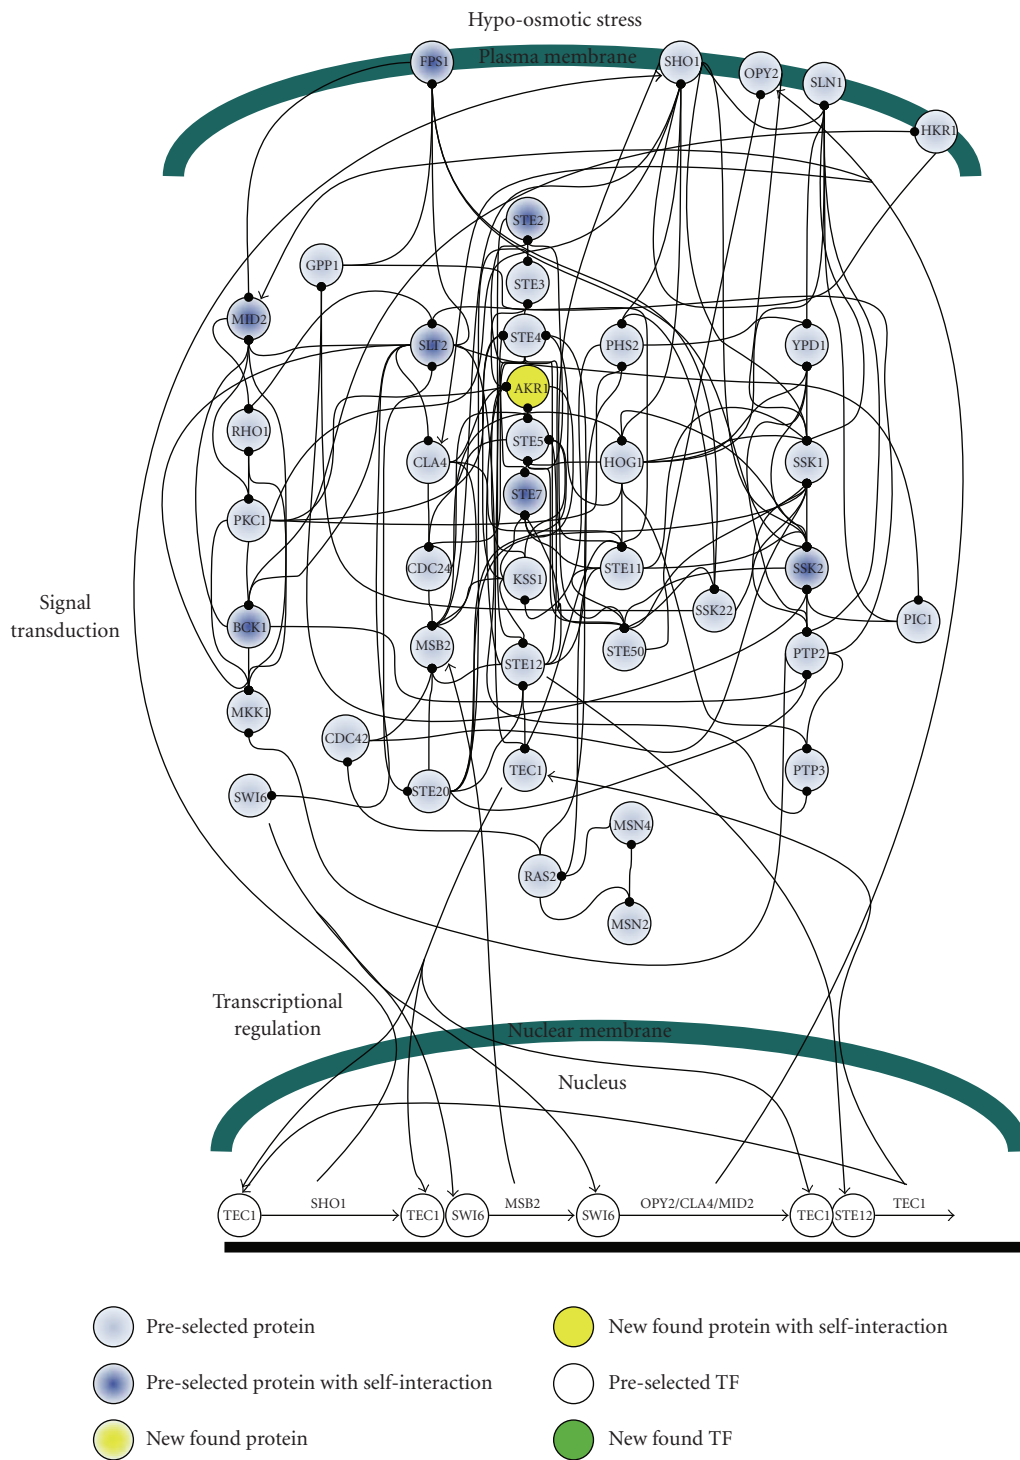 Hypo-osmotic stress
Plasma membrane
FPS1
SHO1
OPY2
SLN1
HKR1
STE2
GPP1
STE3
MID2
SLT2
STE4
PHS2
YPD1
AKR1
RHO1
STE5
CLA4
HOG1
SSK1
STE7
PKC1
CDC24
KSS1
STE11
SSK2
SSK22
PIC1
Signal
transduction
BCK1
MSB2
STE12
STE50
PTP2
MKK1
CDC42
TEC1
PTP3
SWI6
STE20
MSN4
RAS2
MSN2
Transcriptional
regulation
Nuclear membrane
Nucleus
TEC1
SHO1
TEC1
SWI6
MSB2
SWI6
OPY2/CLA4/MID2
TEC1
STE12
TEC1
Pre-selected protein
New found protein with self-interaction
Pre-selected protein with self-interaction
Pre-selected TF
New found protein
New found TF